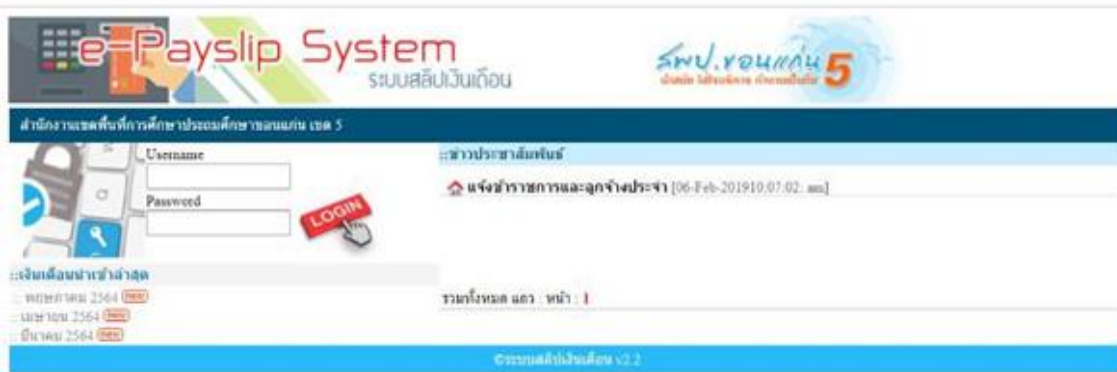 e-Payslip System
ระบบสลิปเงินเดือน
สพป.ขอนแก่น 5
สำนักงานเขตพื้นที่การศึกษาประถมศึกษาขอนแก่น เขต 5
Username
Password
LOGIN
::ข่าวประชาสัมพันธ์
แจ้งข้าราชการและลูกจ้างประจำ [06-Feb-201910:07:02: am]
รวมทั้งหมด แถว : หน้า : 1
:::เงินเดือนนำเข้าล่าสุด
:: พฤษภาคม 2564 new
:: เมษายน 2564 new
:: มีนาคม 2564 new
©ระบบสลิปเงินเดือน v2.2